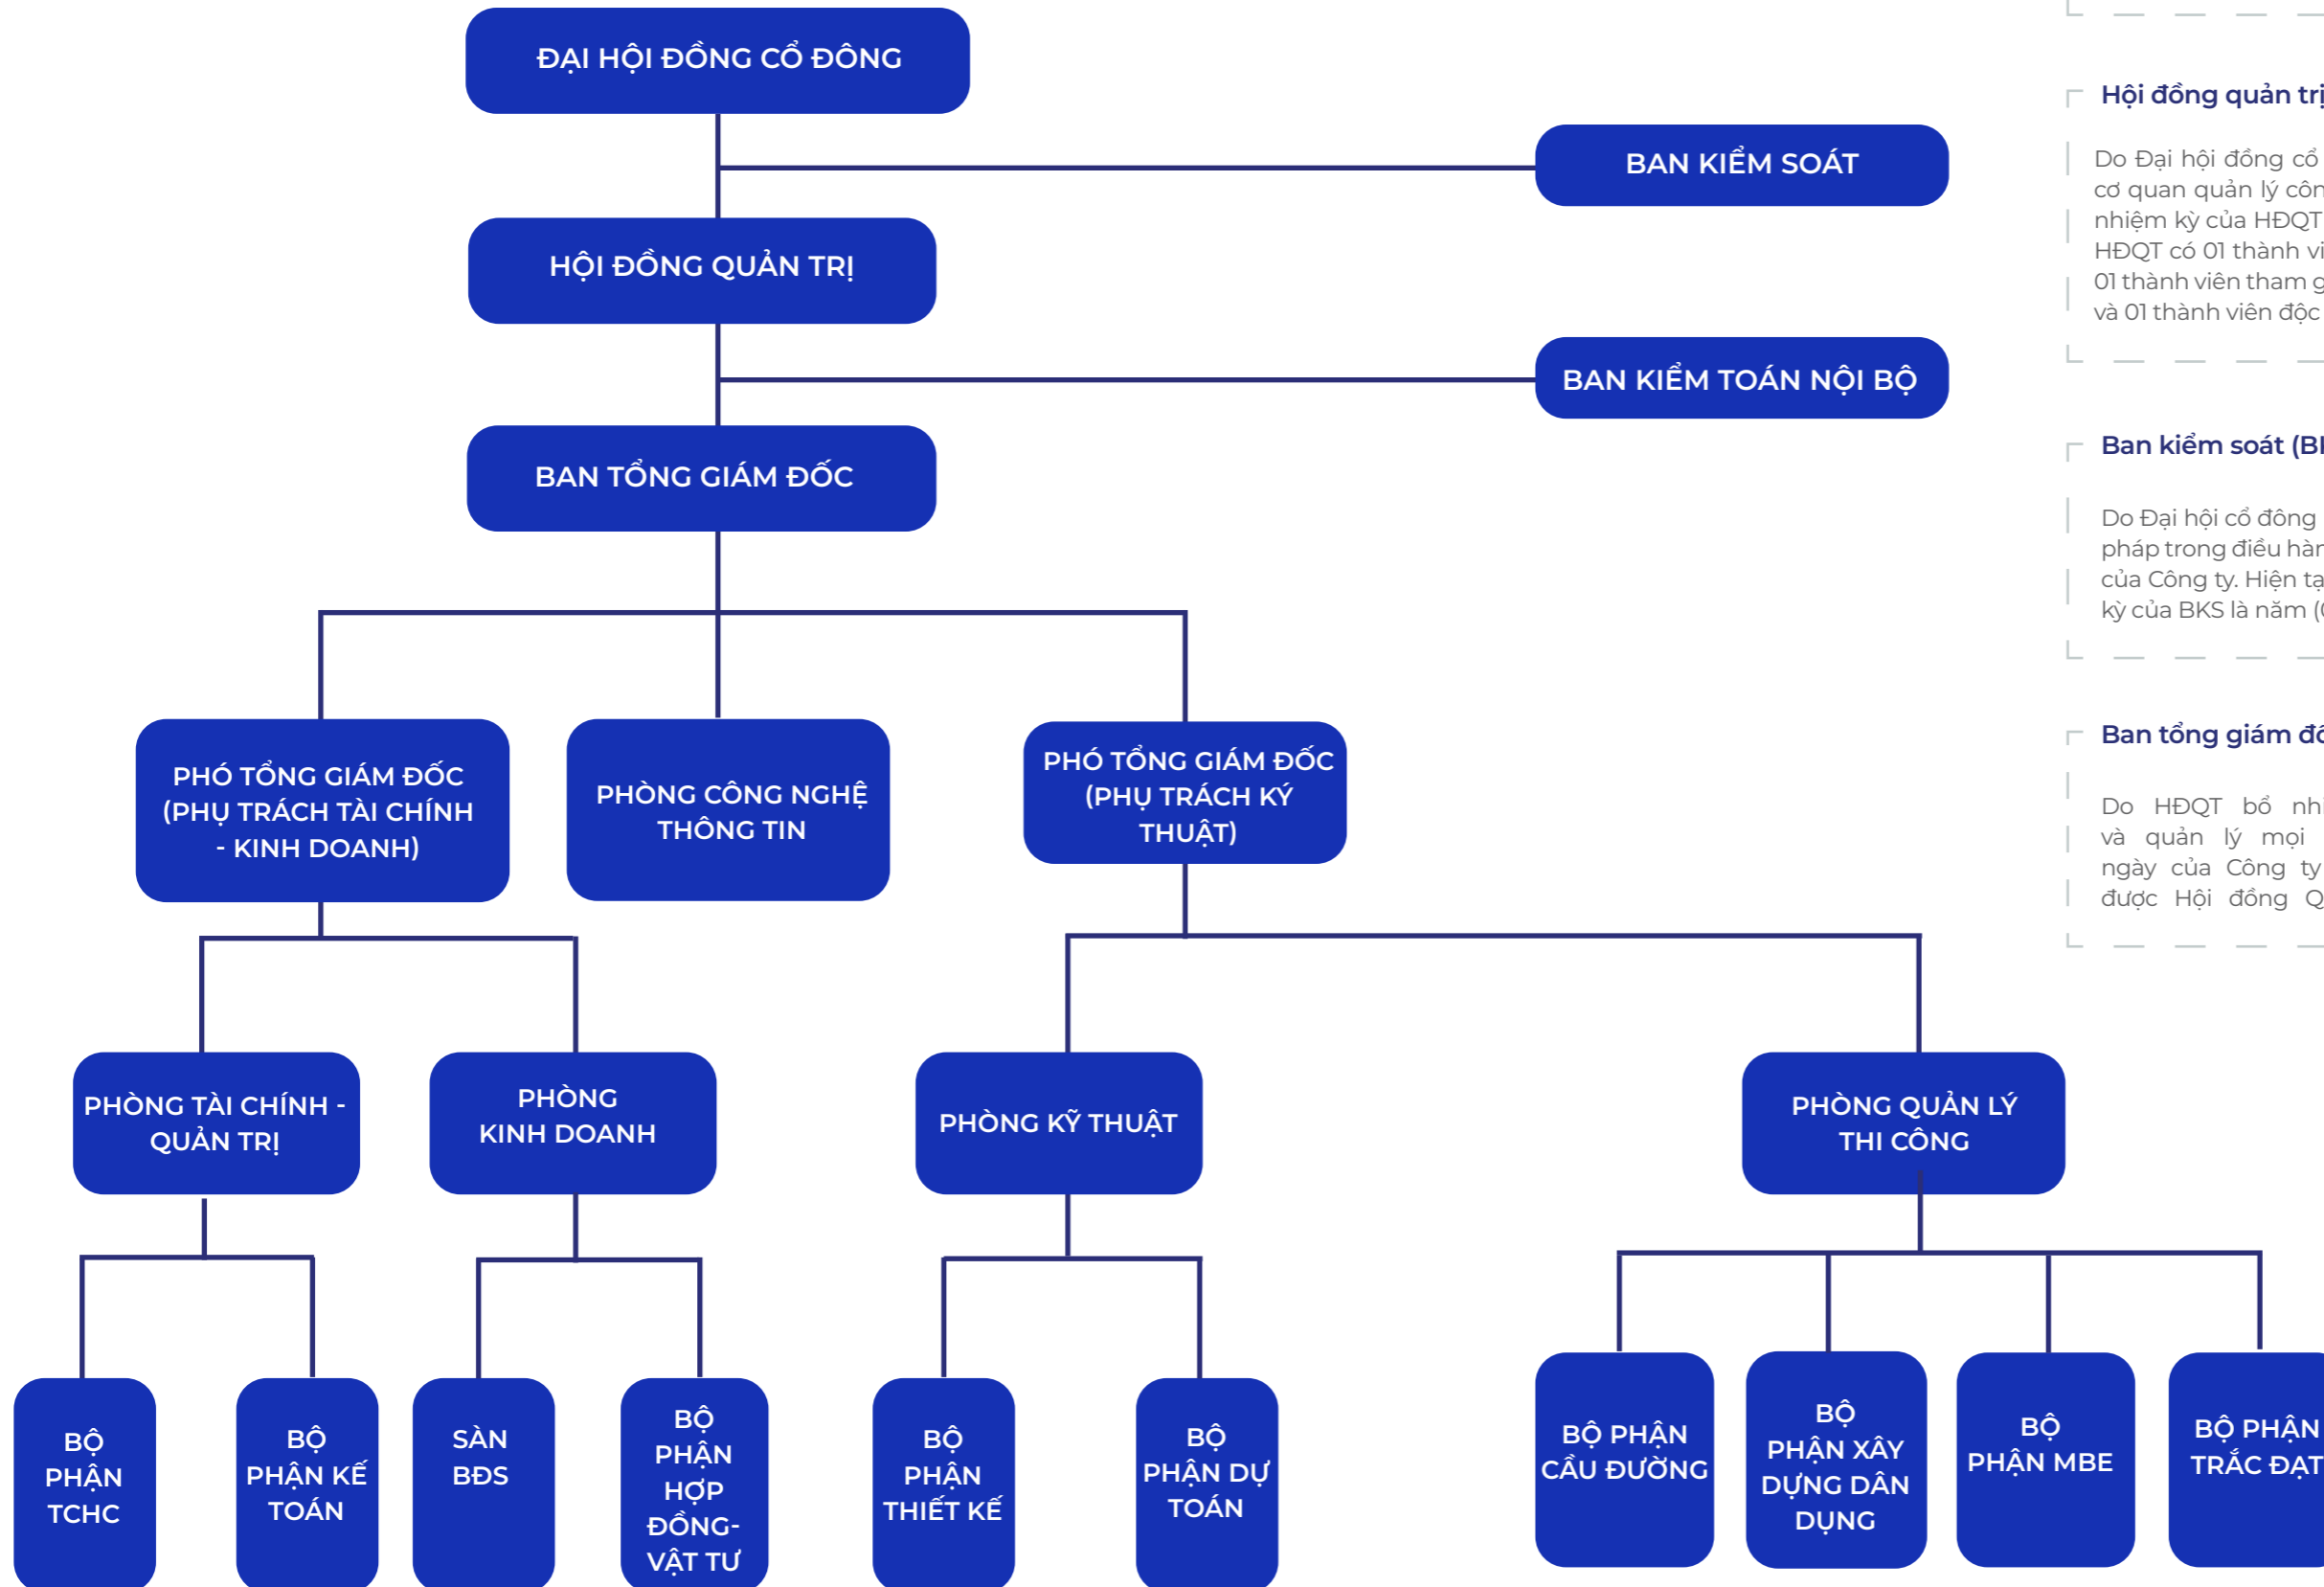 ĐẠI HỘI ĐỒNG CỔ ĐÔNG
BAN KIỂM SOÁT
HỘI ĐỒNG QUẢN TRỊ
BAN KIỂM TOÁN NỘI BỘ
BAN TỔNG GIÁM ĐỐC
PHÓ TỔNG GIÁM ĐỐC
(PHỤ TRÁCH TÀI CHÍNH
- KINH DOANH)
PHÒNG CÔNG NGHỆ
THÔNG TIN
PHÓ TỔNG GIÁM ĐỐC
(PHỤ TRÁCH KÝ
THUẬT)
PHÒNG TÀI CHÍNH -
QUẢN TRỊ
PHÒNG
KINH DOANH
PHÒNG KỸ THUẬT
PHÒNG QUẢN LÝ
THI CÔNG
BỘ
PHẬN
TCHC
BỘ
PHẬN KẾ
TOÁN
SÀN
BĐS
BỘ
PHẬN
HỢP
ĐỒNG-
VẬT TƯ
BỘ
PHẬN
THIẾT KẾ
BỘ
PHẬN DỰ
TOÁN
BỘ PHẬN
CẦU ĐƯỜNG
BỘ
PHẬN XÂY
DỰNG DÂN
DỤNG
BỘ
PHẬN MBE
BỘ PHẬN
TRẮC ĐẠT
Hội đồng quản trị
Do Đại hội đồng cổ
cơ quan quản lý
nhiệm kỳ của HĐQT
HĐQT có 01 thành
01 thành viên tham
và 01 thành viên độc
Ban kiểm soát
Do Đại hội cổ đông
pháp trong điều
của Công ty. Hiện
kỳ của BKS là năm
Ban tổng giám
Do HĐQT bổ
và quản lý mọi
ngày của Công ty
được Hội đồng